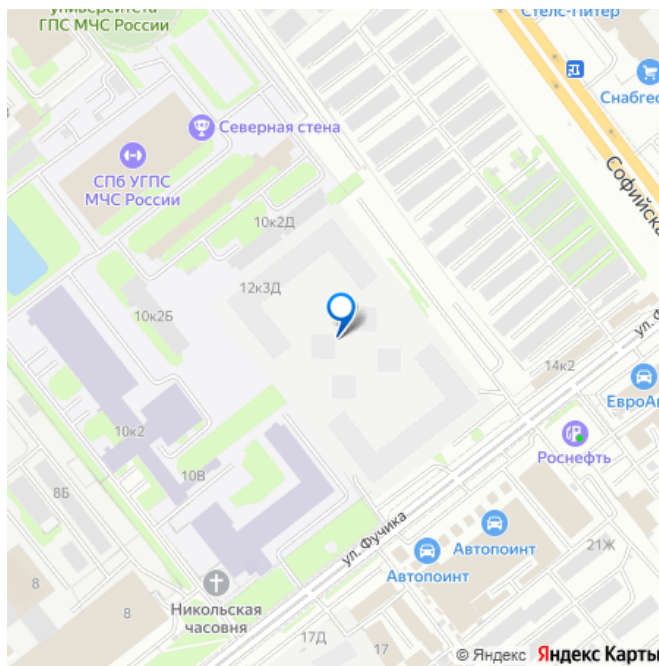 университета
ГПС МЧС России
Стелс-Питер
Снабгео
Северная стена
СПб УГПС
МЧС России
Софийска
10к2Д
12к3Д
10к2Б
ул. Фу
14к2
ЕвроАв
10к2
Роснефть
10В
8Б
ул. Фучика
Автопоинт
21Ж
Автопоинт
8
8
Никольская
часовня
17Д
17
© Яндекс Яндекс Карты